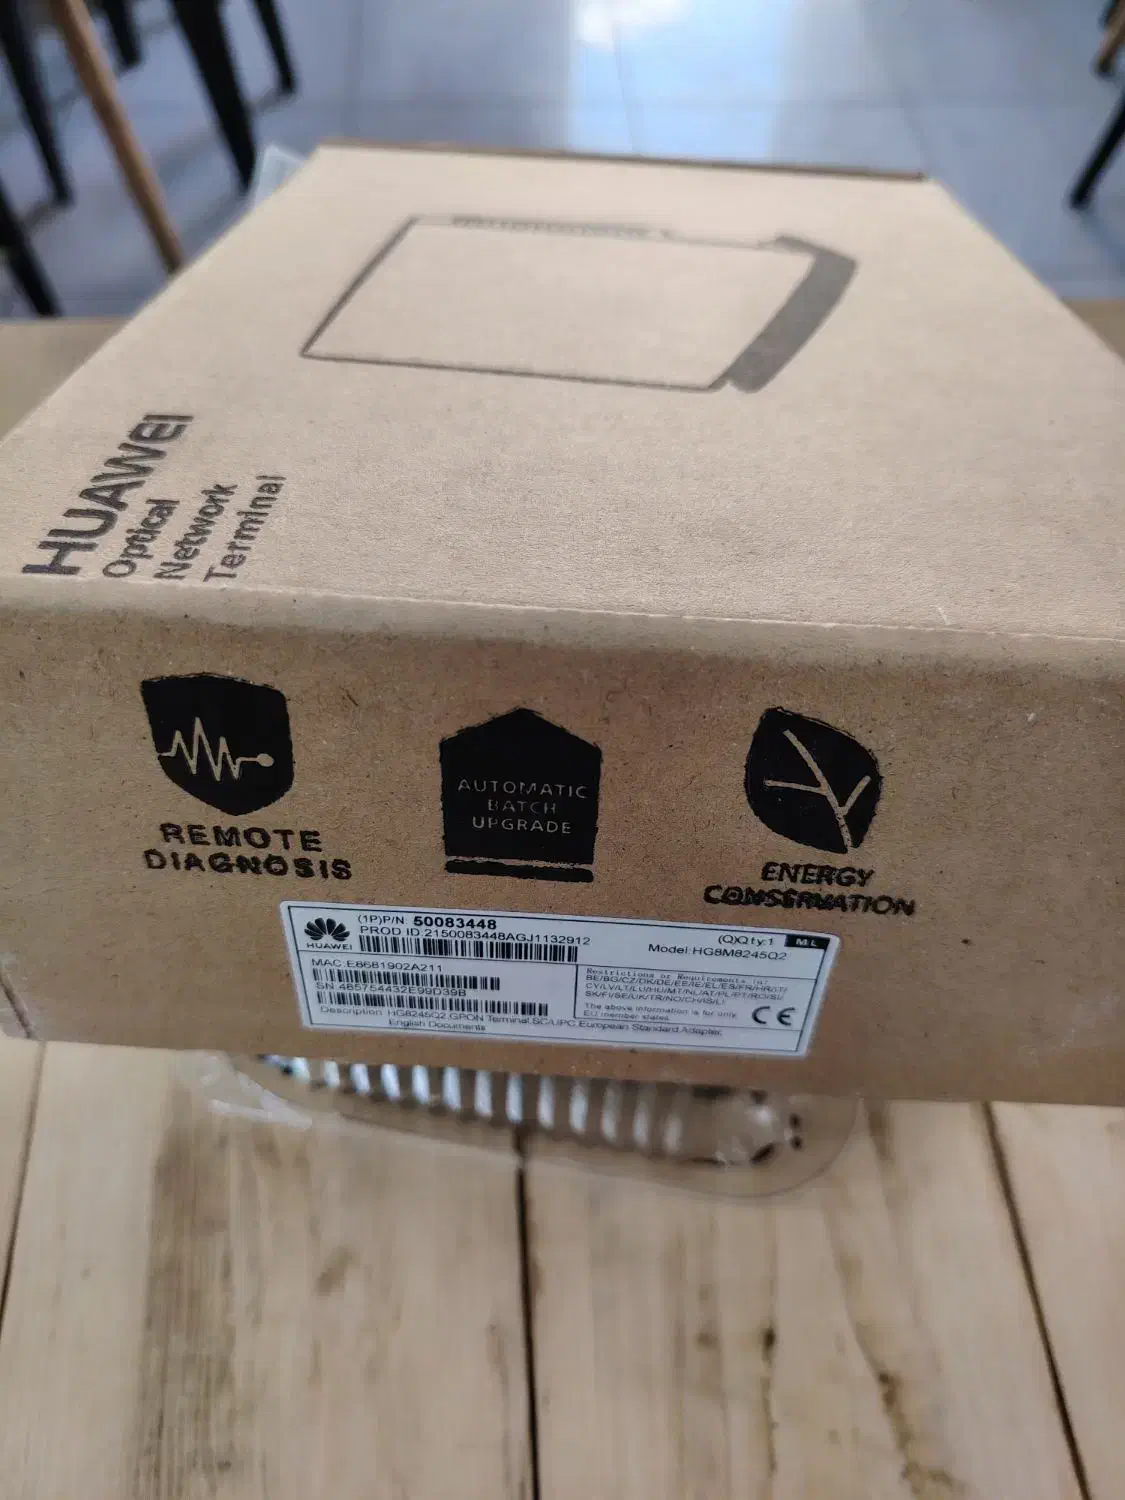 HUAWEI
Optical
Network
Terminal
REMOTE
DIAGNOSIS
AUTOMATIC
BATCH
UPGRADE
ENERGY
CONSERVATION
HUAWEI
(1P)P/N: 50083448
PROD ID:2150083448AGJ1132912
(Q)Qty:1 M/L
Model:HG8M8245Q2
MAC:E8681902A211
SN:485754432E99D39B
Restrictions or Requirements in:
BE/BG/CZ/DK/DE/EE/IE/EL/ES/FR/HR/IT/
CY/LV/LT/LU/HU/MT/NL/AT/PL/PT/RO/SI/
SK/FI/SE/UK/TR/NO/CH/IS/LI
The above information is for only
EU member states.
CE
Description: HG8245Q2,GPON Terminal,SC/UPC,European Standard Adapter,
English Documents